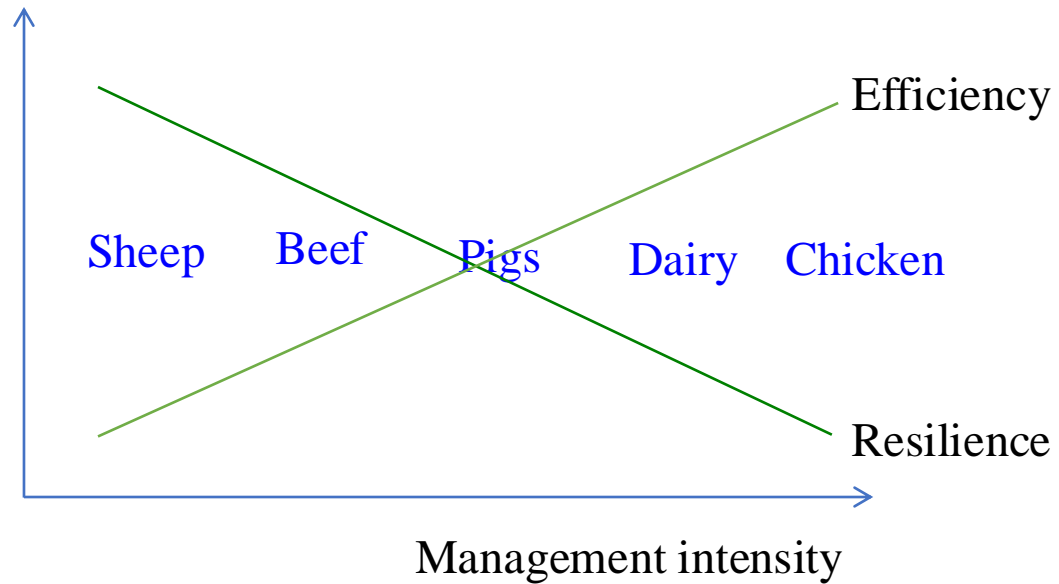 Efficiency
Sheep Beef Pigs Dairy Chicken
Resilience
Management intensity